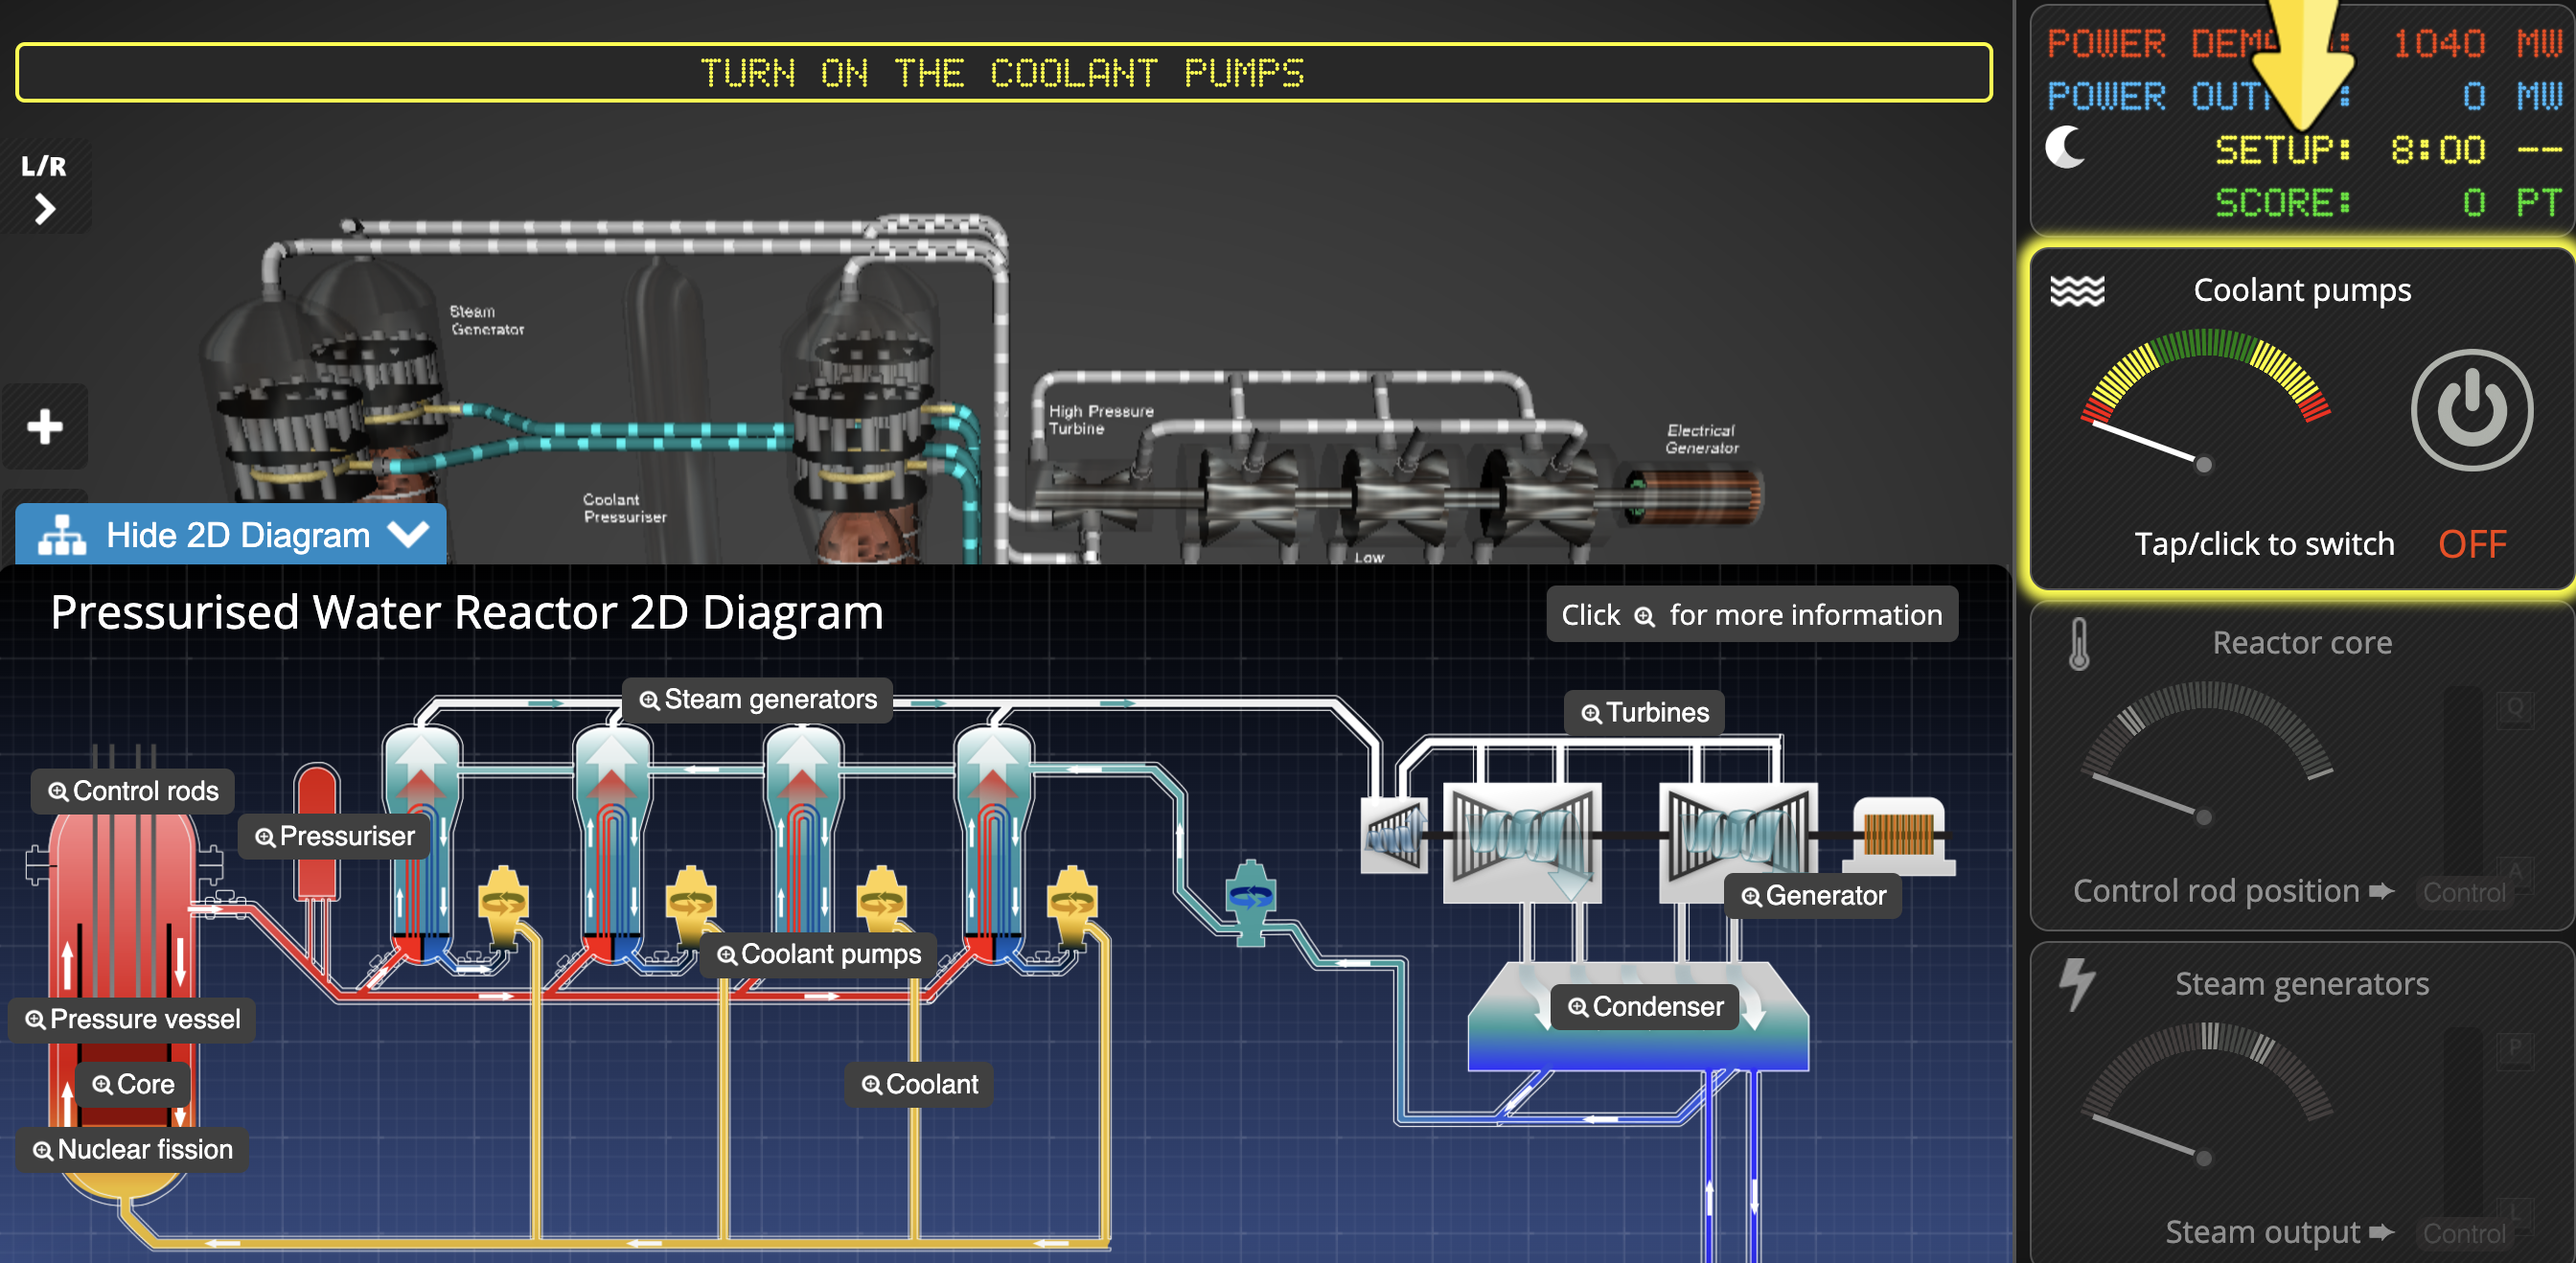 TURN ON THE COOLANT PUMPS
L/R
Steam
Generator
High Pressure
Turbine
Electrical
Generator
Coolant
Pressuriser
Low
Hide 2D Diagram
Pressurised Water Reactor 2D Diagram
Click for more information
Steam generators
Turbines
Control rods
Pressuriser
Generator
Coolant pumps
Condenser
Pressure vessel
Core
Coolant
Nuclear fission
POWER DEM : 1040 MW
POWER OUT : 0 MW
SETUP: 8:00 --
SCORE: 0 PT
Coolant pumps
Tap/click to switch OFF
Reactor core
Q
A
Control rod position Control
Steam generators
P
L
Steam output Control